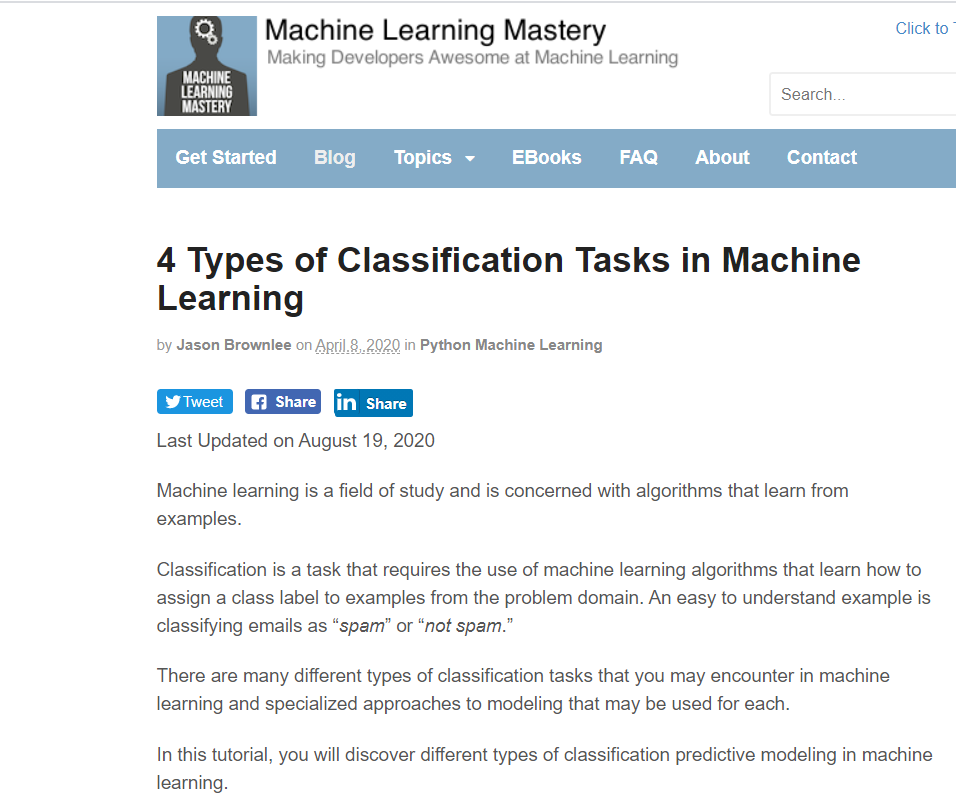 MACHINE
LEARNING
MASTERY
Machine Learning Mastery
Making Developers Awesome at Machine Learning
Click to
Search...
Get Started Blog Topics EBooks FAQ About Contact
4 Types of Classification Tasks in Machine
Learning
by Jason Brownlee on April 8, 2020 in Python Machine Learning
Tweet Share in Share
Last Updated on August 19, 2020
Machine learning is a field of study and is concerned with algorithms that learn from
examples.
Classification is a task that requires the use of machine learning algorithms that learn how to
assign a class label to examples from the problem domain. An easy to understand example is
classifying emails as “spam” or “not spam.”
There are many different types of classification tasks that you may encounter in machine
learning and specialized approaches to modeling that may be used for each.
In this tutorial, you will discover different types of classification predictive modeling in machine
learning.